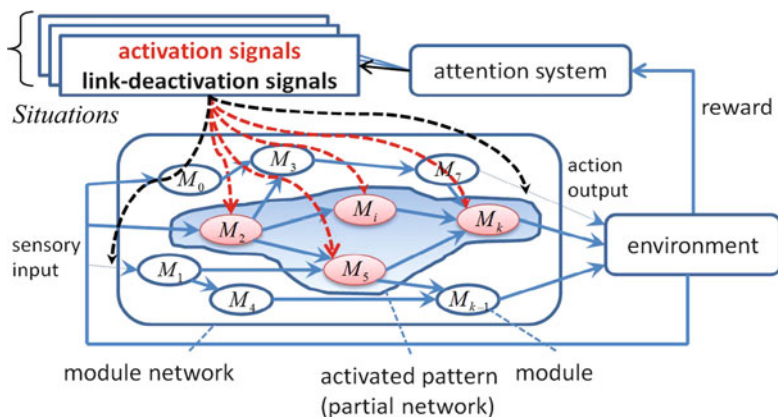 activation signals
link-deactivation signals
attention system
Situations
reward
M0
M3
M7
action
output
M2
Mi
Mk
sensory
input
environment
M1
M5
M4
Mk−1
module network
activated pattern
(partial network)
module